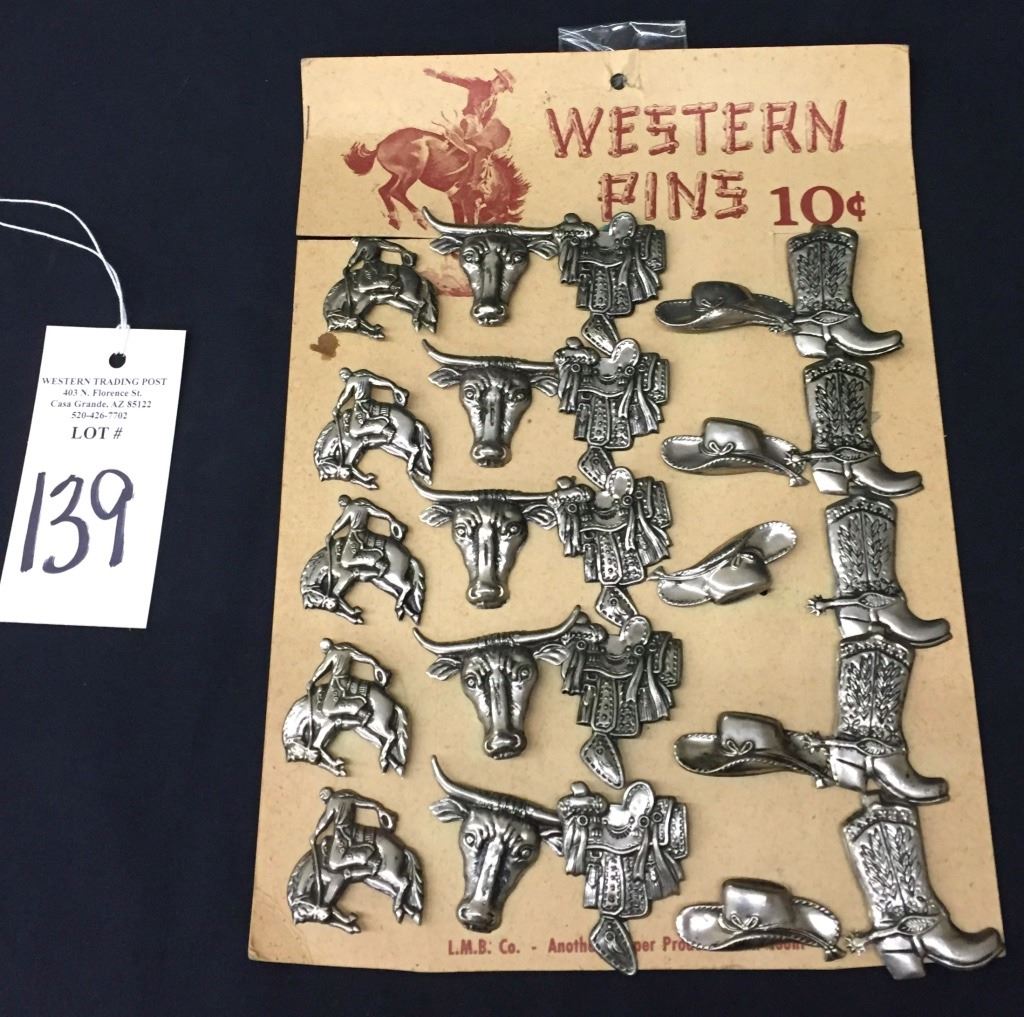 WESTERN
PINS 10¢
WESTERN TRADING POST
403 N. Florence St.
Casa Grande, AZ 85122
520-426-7702
LOT #
139
L.M.B. Co. - Anoth